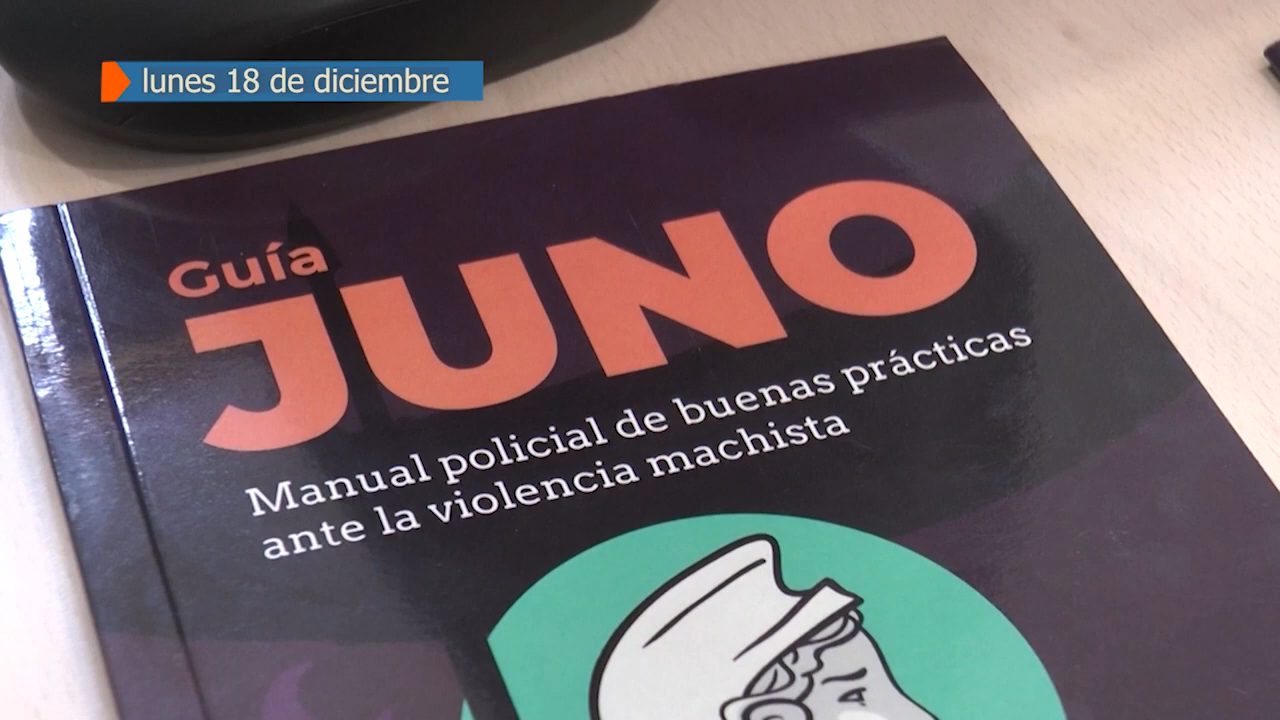 lunes 18 de diciembre
Guía
JUNO
Manual policial de buenas prácticas
ante la violencia machista